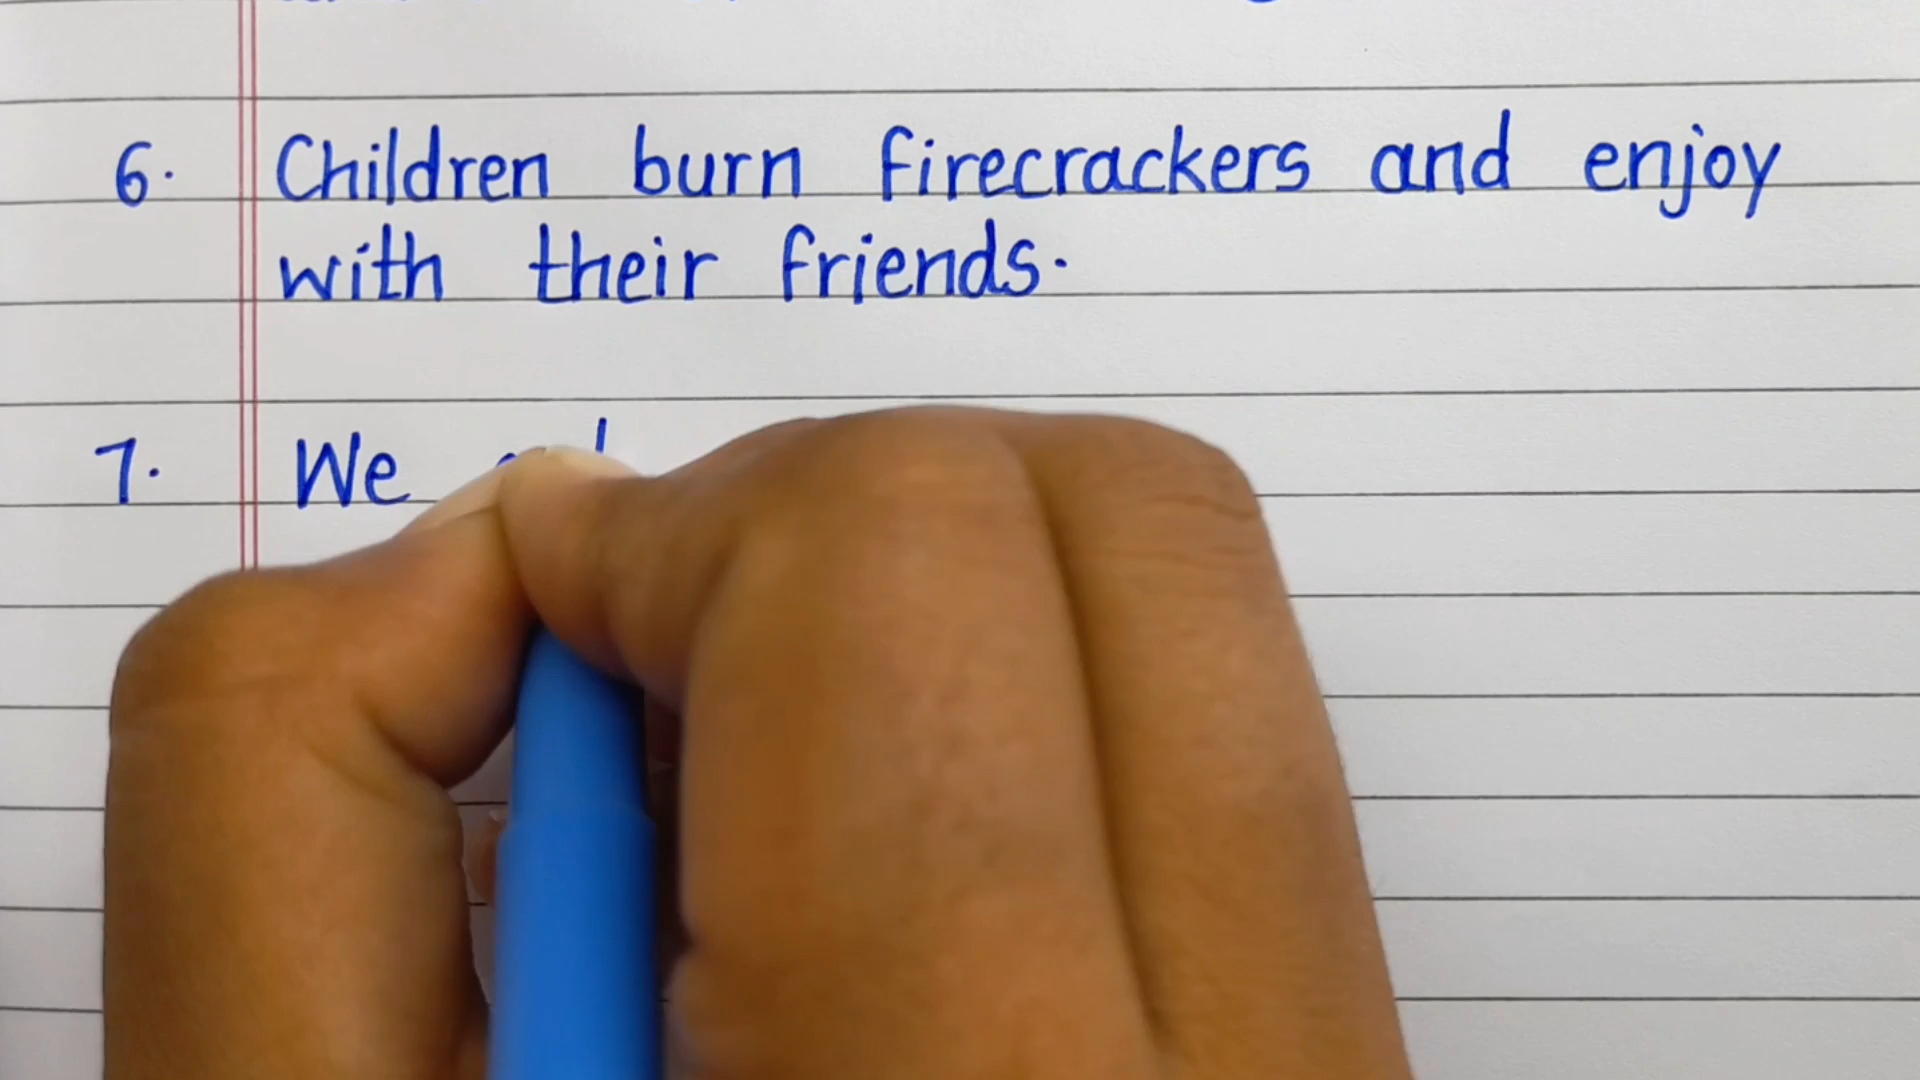 6. Children burn firecrackers and enjoy
with their friends.
7. We